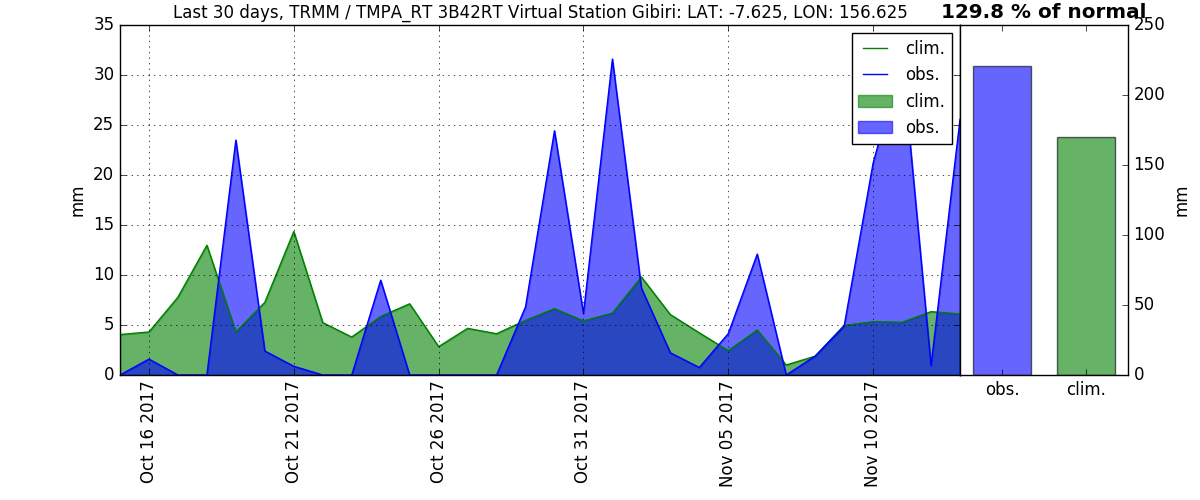 Last 30 days, TRMM / TMPA_RT 3B42RT Virtual Station Gibiri: LAT: -7.625, LON: 156.625
129.8 % of normal
35
30
25
20
15
10
5
0
mm
clim.
obs.
clim.
obs.
Oct 16 2017
Oct 21 2017
Oct 26 2017
Oct 31 2017
Nov 05 2017
Nov 10 2017
250
200
150
100
50
0
mm
obs.
clim.